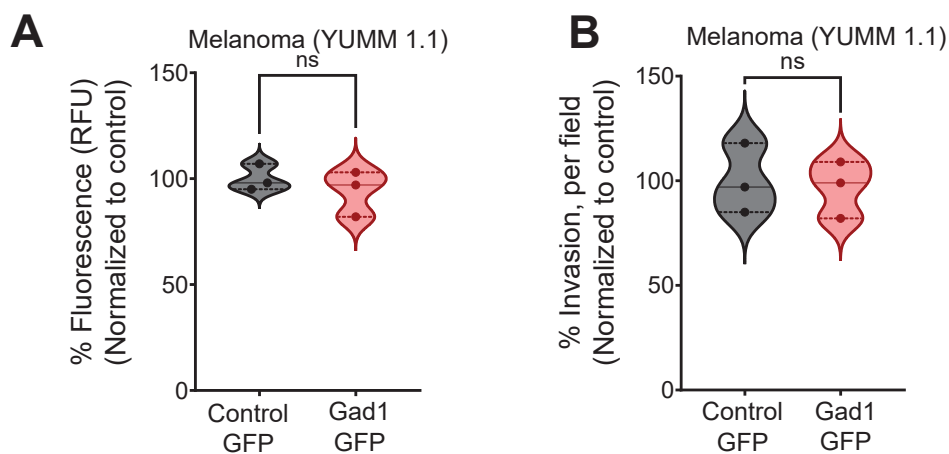 A
Melanoma (YUMM 1.1)
ns
% Fluorescence (RFU)
(Normalized to control)
150
100
50
0
Control
GFP
Gad1
GFP
B
Melanoma (YUMM 1.1)
ns
% Invasion, per field
(Normalized to control)
150
100
50
0
Control
GFP
Gad1
GFP